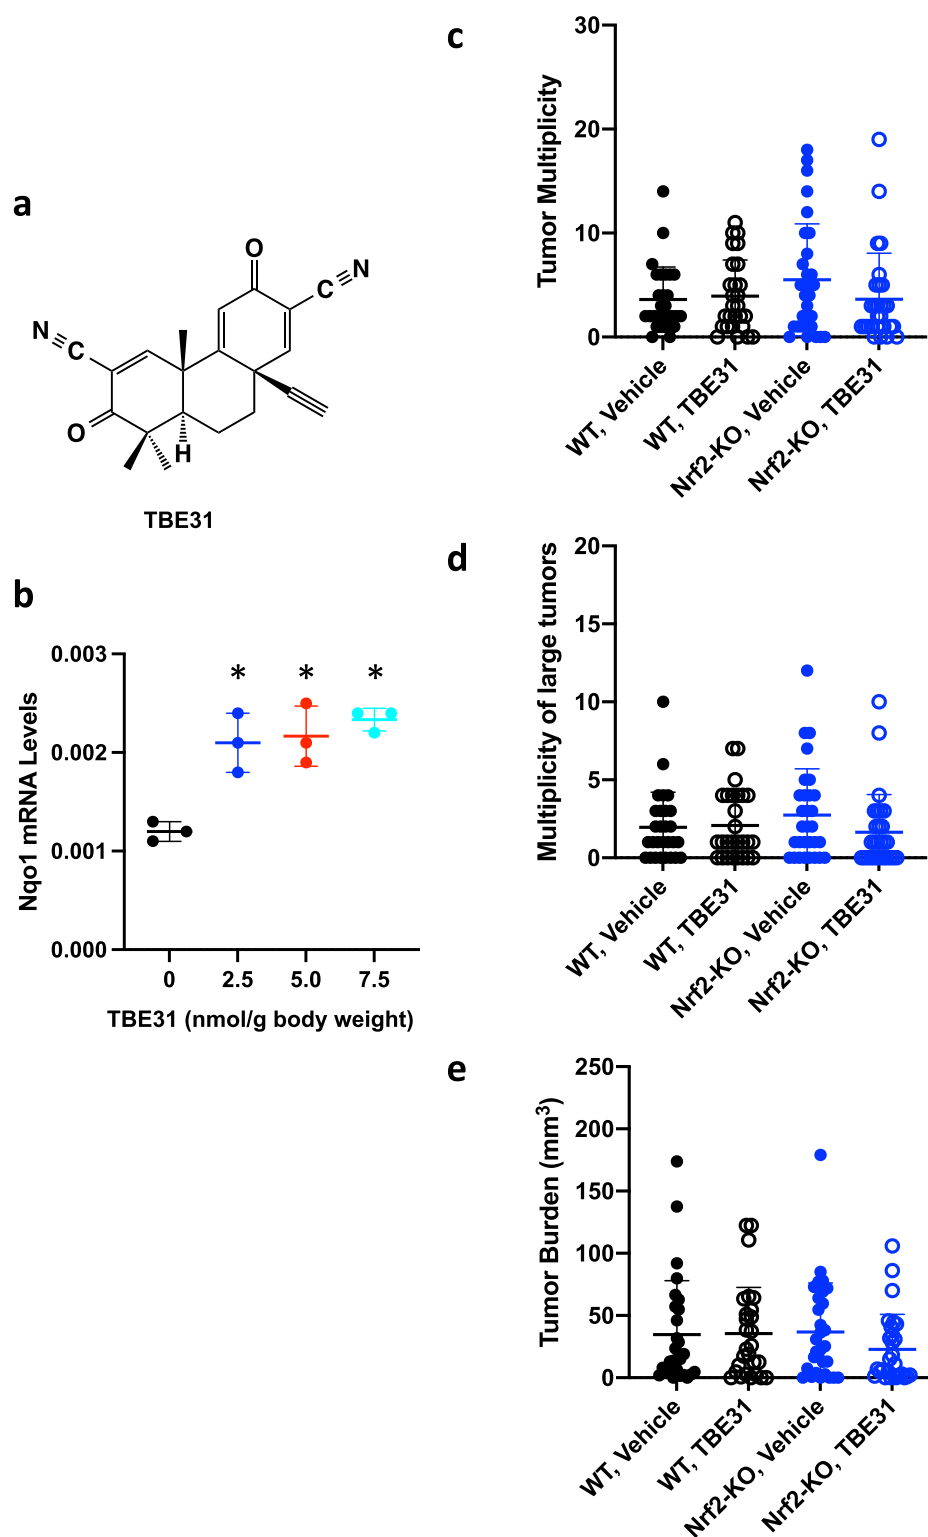 a
O
C≡N
N≡C
O
H
TBE31
b
Nqo1 mRNA Levels
0.003
0.002
0.001
0.000
* * *
0 2.5 5.0 7.5
TBE31 (nmol/g body weight)
c
Tumor Multiplicity
30
20
10
0
WT, Vehicle
WT, TBE31
Nrf2-KO, Vehicle
Nrf2-KO, TBE31
d
Multiplicity of large tumors
20
15
10
5
0
WT, Vehicle
WT, TBE31
Nrf2-KO, Vehicle
Nrf2-KO, TBE31
e
Tumor Burden (mm³)
250
200
150
100
50
0
WT, Vehicle
WT, TBE31
Nrf2-KO, Vehicle
Nrf2-KO, TBE31